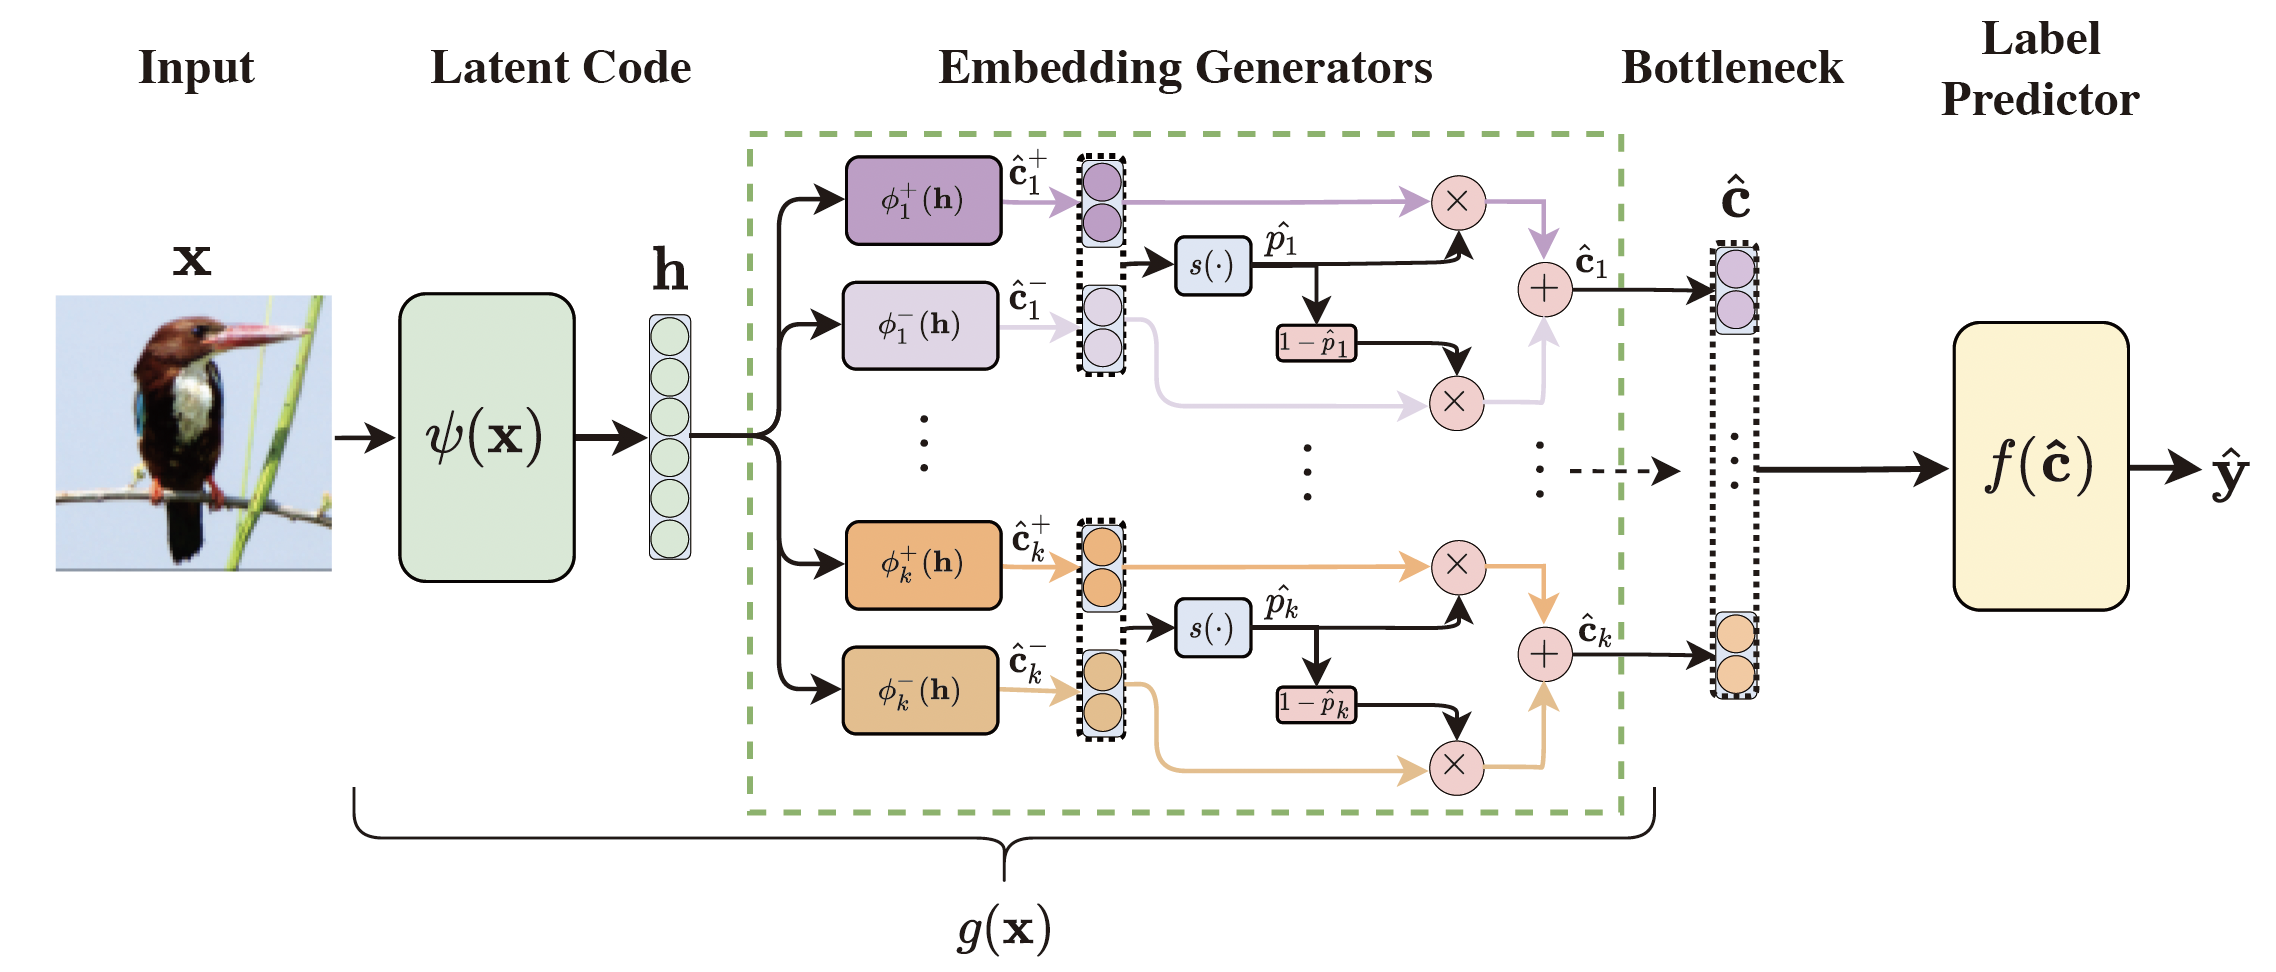 Input
Latent Code
Embedding Generators
Bottleneck
Label
Predictor
x
ψ(x)
h
ϕ₁⁺(h)
ĉ₁⁺
ϕ₁⁻(h)
ĉ₁⁻
s(·)
p̂₁
1 − p̂₁
×
×
+
ĉ₁
ϕₖ⁺(h)
ĉₖ⁺
ϕₖ⁻(h)
ĉₖ⁻
s(·)
p̂ₖ
1 − p̂ₖ
×
×
+
ĉₖ
ĉ
f(ĉ)
ŷ
g(x)